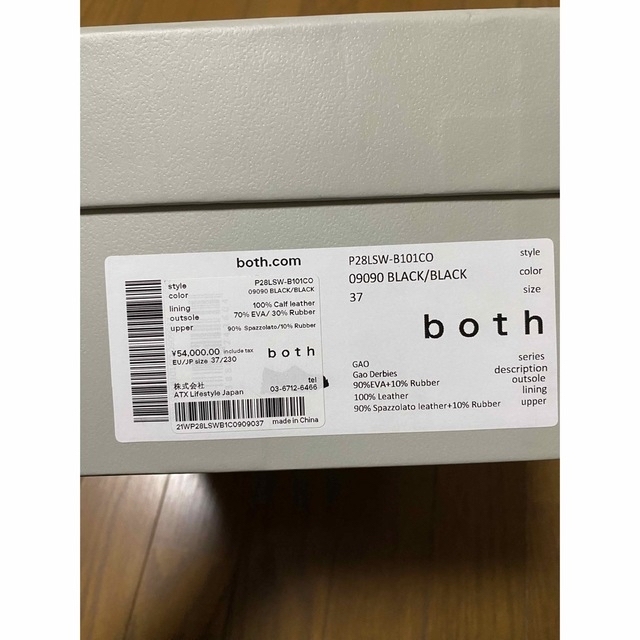 both.com
style P28LSW-B101CO
color 09090 BLACK/BLACK
lining 100% Calf leather
outsole 70% EVA/ 30% Rubber
upper 90% Spazzolato/10% Rubber
¥54,000.00 include tax
EU/JP size 37/230
both
株式会社 tel
ATX Lifestyle Japan 03-6712-6466
21WP28LSWB1C0909037 made in China
P28LSW-B101CO style
09090 BLACK/BLACK color
37 size
both
GAO series
Gao Derbies description
90%EVA+10% Rubber outsole
100% Leather lining
90% Spazzolato leather+10% Rubber upper